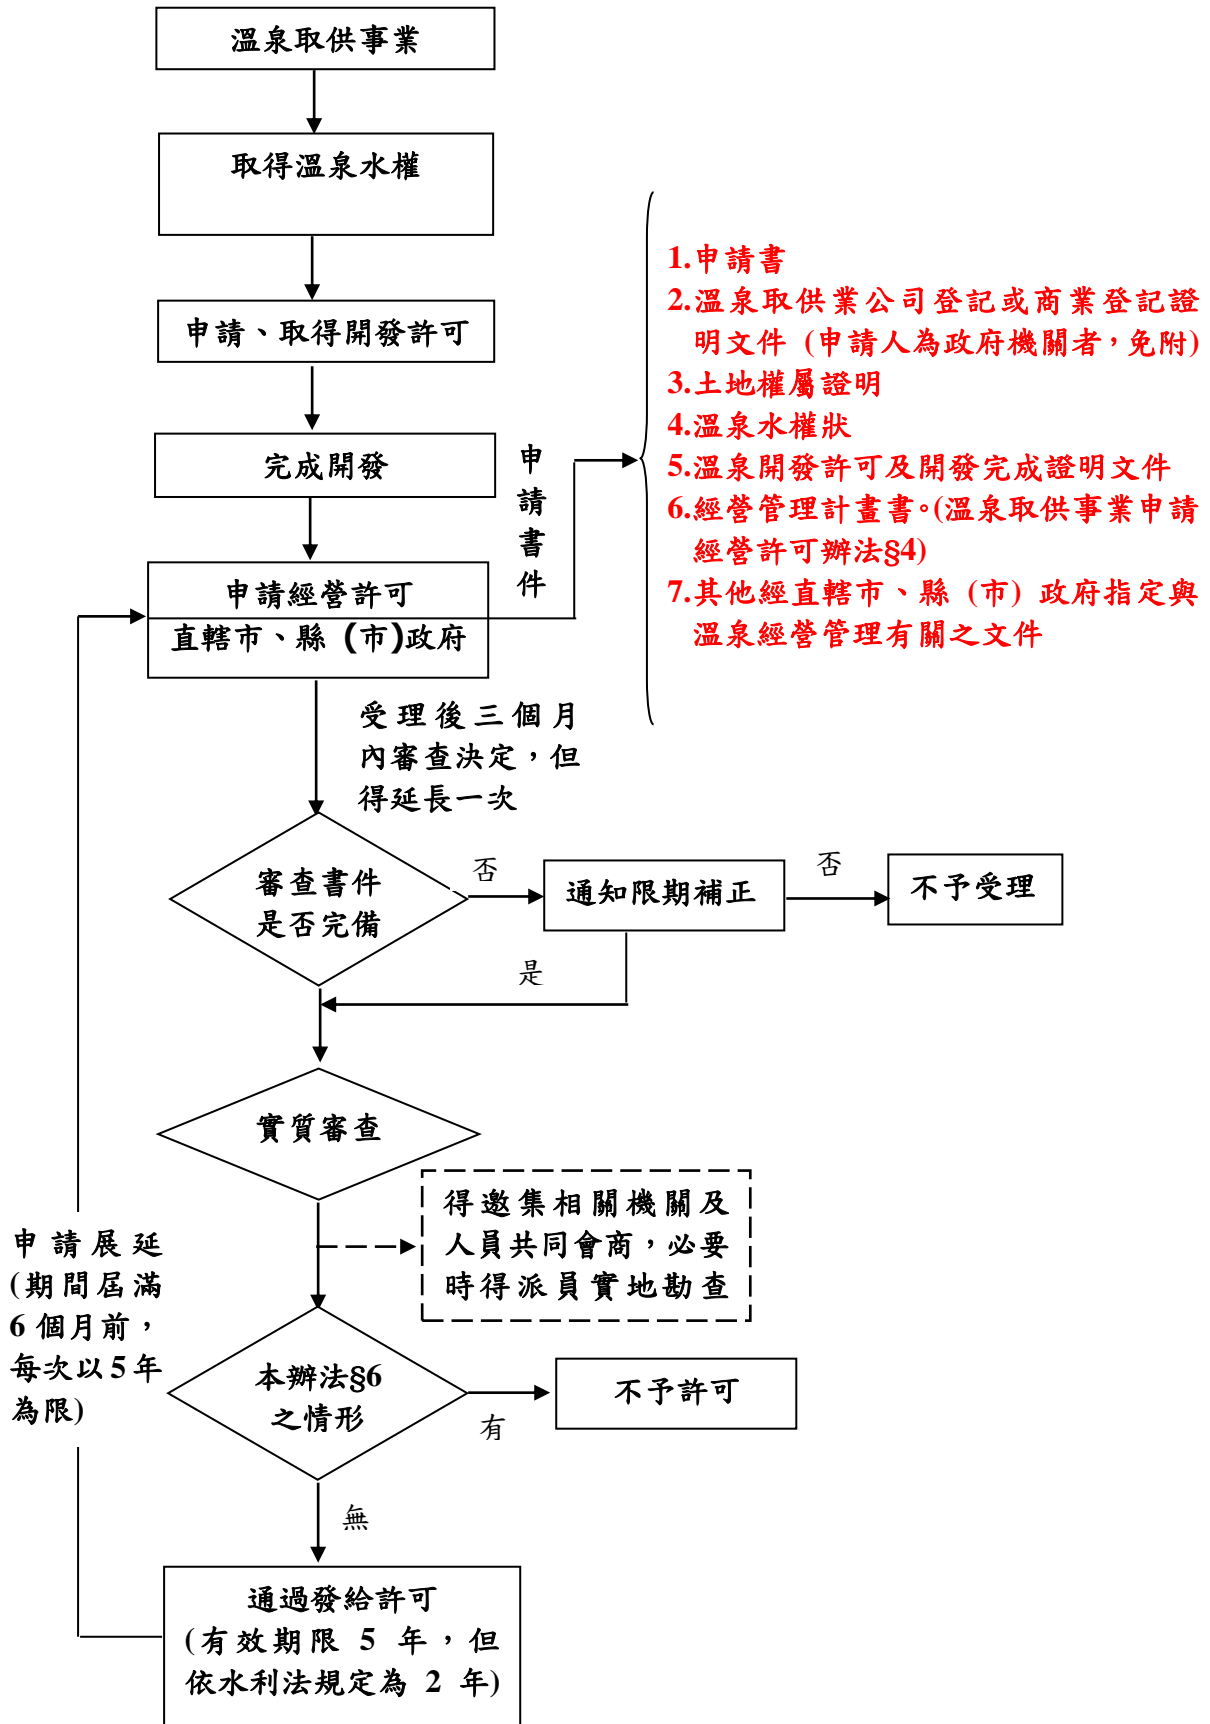 溫泉取供事業
取得溫泉水權
申請、取得開發許可
完成開發
申請書件
1.申請書
2.溫泉取供業公司登記或商業登記證
明文件 (申請人為政府機關者，免附)
3.土地權屬證明
4.溫泉水權狀
5.溫泉開發許可及開發完成證明文件
6.經營管理計畫書。(溫泉取供事業申請
經營許可辦法§4)
7.其他經直轄市、縣 (市) 政府指定與
溫泉經營管理有關之文件
申請經營許可
直轄市、縣 (市)政府
受理後三個月
內審查決定，但
得延長一次
審查書件
是否完備
否
通知限期補正
否
不予受理
是
實質審查
得邀集相關機關及
人員共同會商，必要
時得派員實地勘查
申請展延
(期間屆滿
6 個月前，
每次以 5 年
為限)
本辦法§6
之情形
有
不予許可
無
通過發給許可
(有效期限 5 年，但
依水利法規定為 2 年)